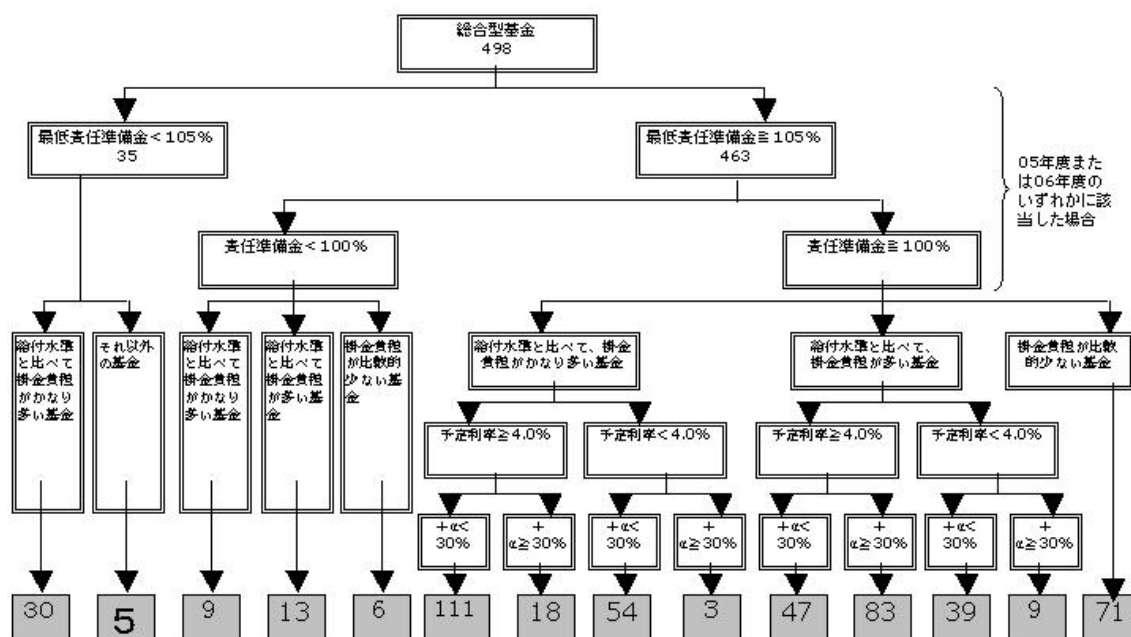 総合型基金
498
最低責任準備金<105%
35
最低責任準備金≧105%
463
05年度また
は06年度の
いずれかに該
当した場合
責任準備金<100%
責任準備金≧100%
給付水準
と比べて
掛金負担
がかなり
多い基金
それ以外
の基金
給付水準
と比べて
掛金負担
がかなり
多い基金
給付水準
と比べて
掛金負担
が多い基
金
掛金負担
が比較的
少ない基
金
給付水準と比べて、掛金
負担がかなり多い基金
給付水準と比べて、
掛金負担が多い基金
掛金負担が比較
的少ない基金
予定利率≥4.0%
予定利率<4.0%
予定利率≥4.0%
予定利率<4.0%
+α<
30%
+
α≧30%
+α<
30%
+
α≧30%
+α<
30%
+
α≧30%
+α<
30%
+
α≧30%
30
5
9
13
6
111
18
54
3
47
83
39
9
71